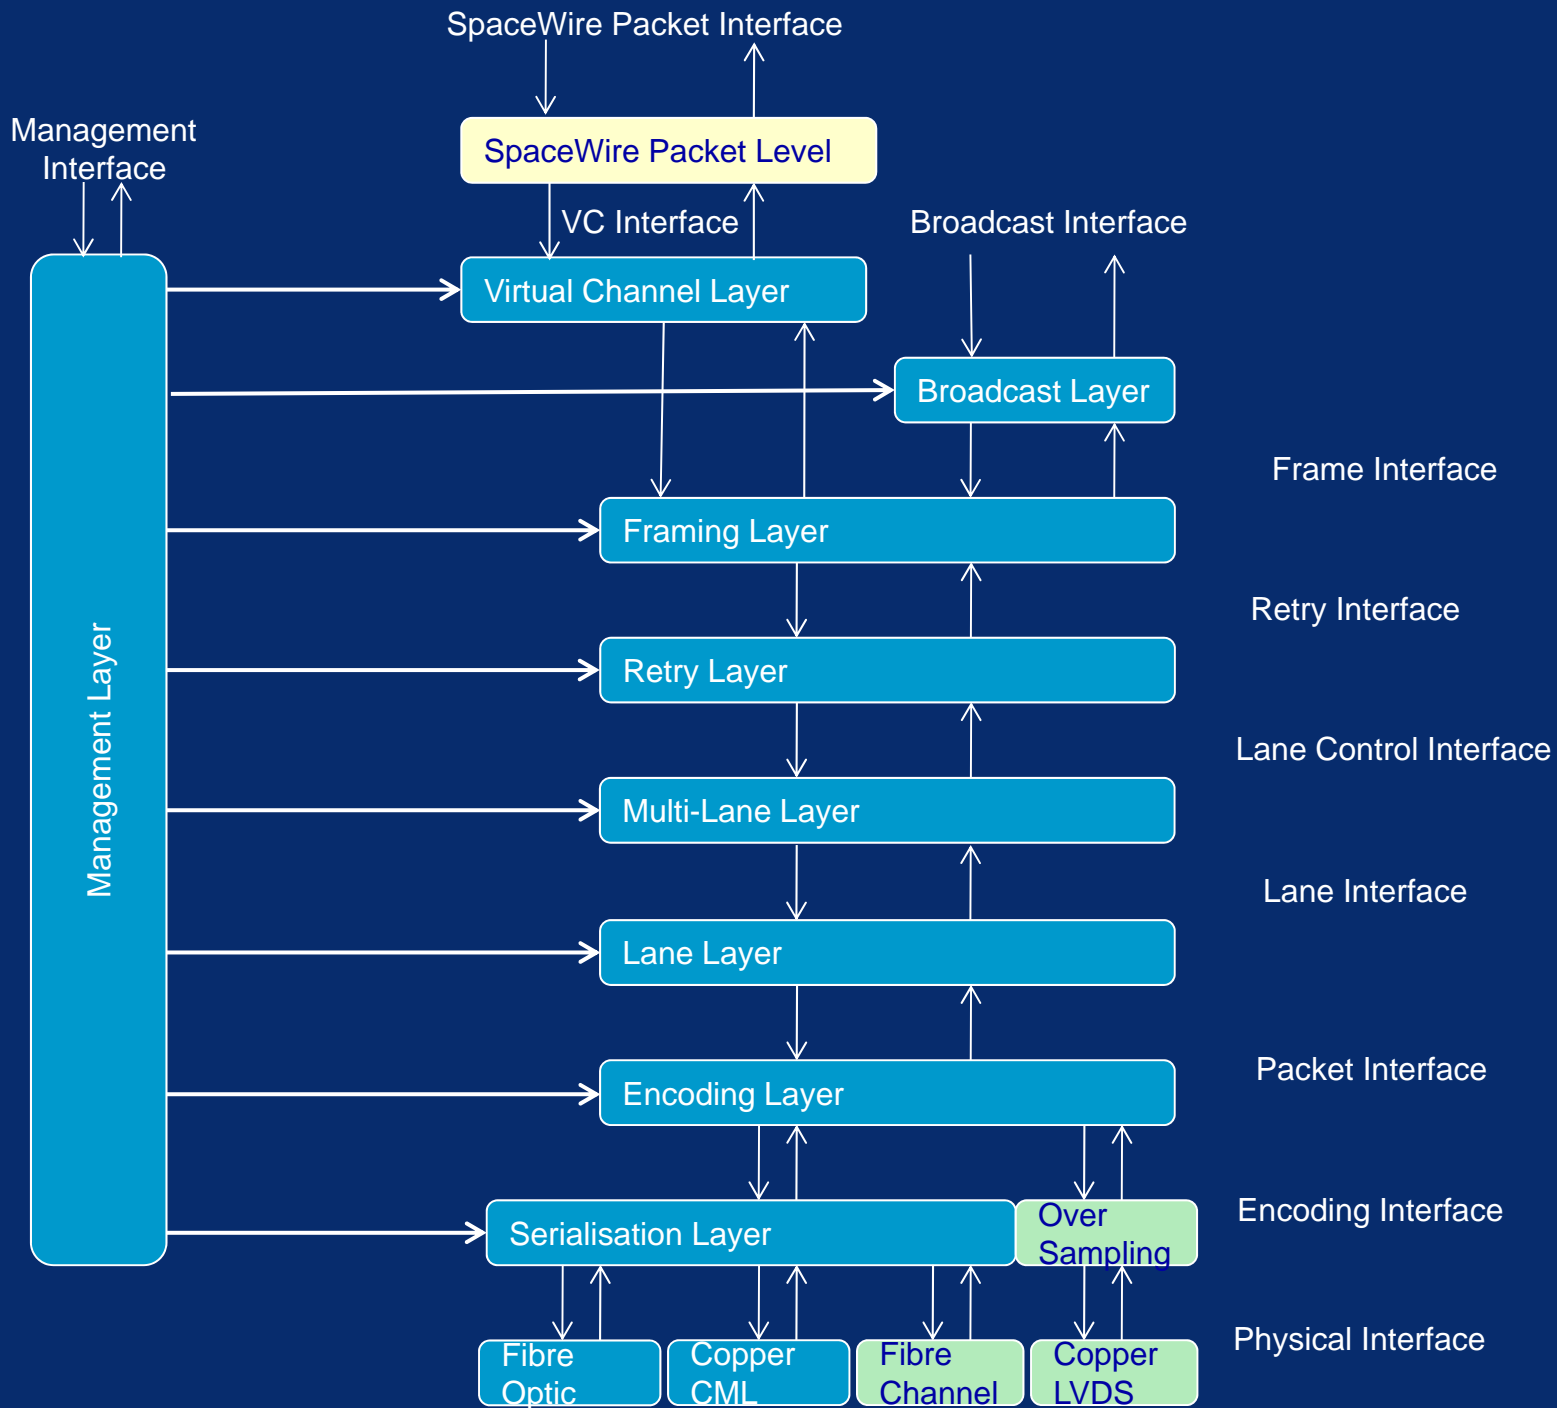 SpaceWire Packet Interface
Management
Interface
SpaceWire Packet Level
VC Interface
Broadcast Interface
Virtual Channel Layer
Broadcast Layer
Frame Interface
Framing Layer
Retry Interface
Retry Layer
Management Layer
Lane Control Interface
Multi-Lane Layer
Lane Interface
Lane Layer
Packet Interface
Encoding Layer
Encoding Interface
Serialisation Layer
Over
Sampling
Physical Interface
Fibre
Optic
Copper
CML
Fibre
Channel
Copper
LVDS